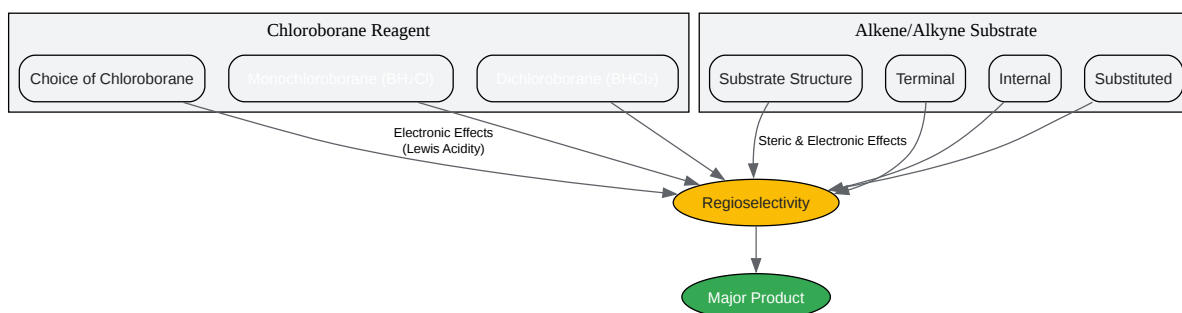 Chloroborane Reagent
Alkene/Alkyne Substrate
Choice of Chloroborane
Monochloroborane (BH₂Cl)
Dichloroborane (BHCl₂)
Substrate Structure
Terminal
Internal
Substituted
Electronic Effects
(Lewis Acidity)
Steric & Electronic Effects
Regioselectivity
Major Product